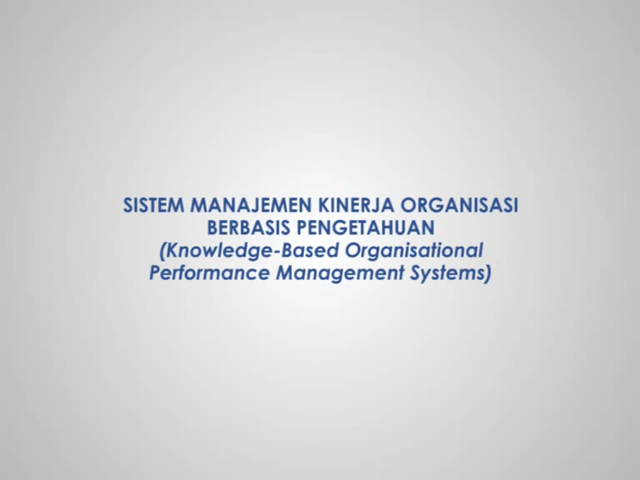 SISTEM MANAJEMEN KINERJA ORGANISASI
BERBASIS PENGETAHUAN
(Knowledge-Based Organisational
Performance Management Systems)